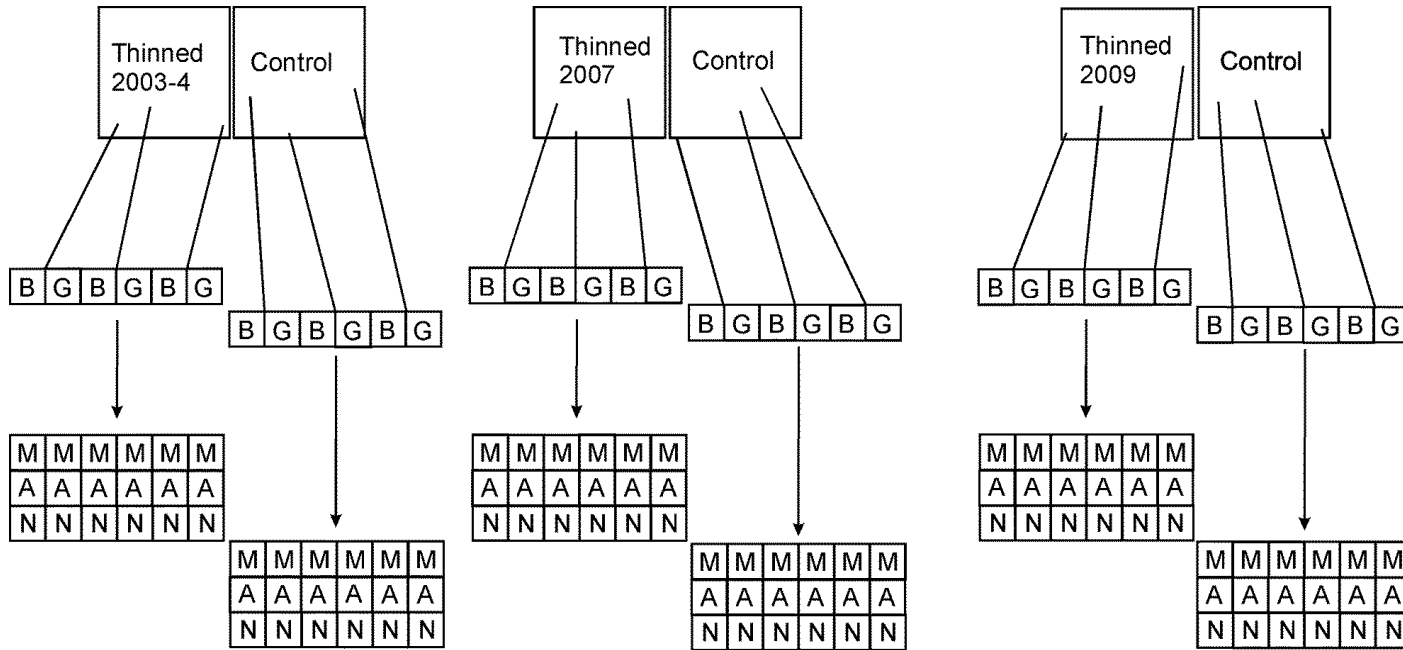 Thinned
2003-4
Control
Thinned
2007
Control
Thinned
2009
Control
B G B G B G
B G B G B G
B G B G B G
B G B G B G
B G B G B G
B G B G B G
M M M M M M
A A A A A A
N N N N N N
M M M M M M
A A A A A A
N N N N N N
M M M M M M
A A A A A A
N N N N N N
M M M M M M
A A A A A A
N N N N N N
M M M M M M
A A A A A A
N N N N N N
M M M M M M
A A A A A A
N N N N N N